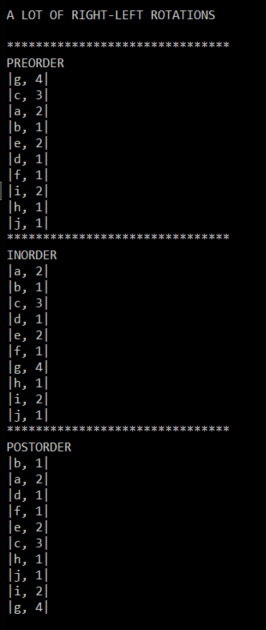 A LOT OF RIGHT-LEFT ROTATIONS
*******************************
PREORDER
|g, 4|
|c, 3|
|a, 2|
|b, 1|
|e, 2|
|d, 1|
|f, 1|
|i, 2|
|h, 1|
|j, 1|
*******************************
INORDER
|a, 2|
|b, 1|
|c, 3|
|d, 1|
|e, 2|
|f, 1|
|g, 4|
|h, 1|
|i, 2|
|j, 1|
*******************************
POSTORDER
|b, 1|
|a, 2|
|d, 1|
|f, 1|
|e, 2|
|c, 3|
|h, 1|
|j, 1|
|i, 2|
|g, 4|